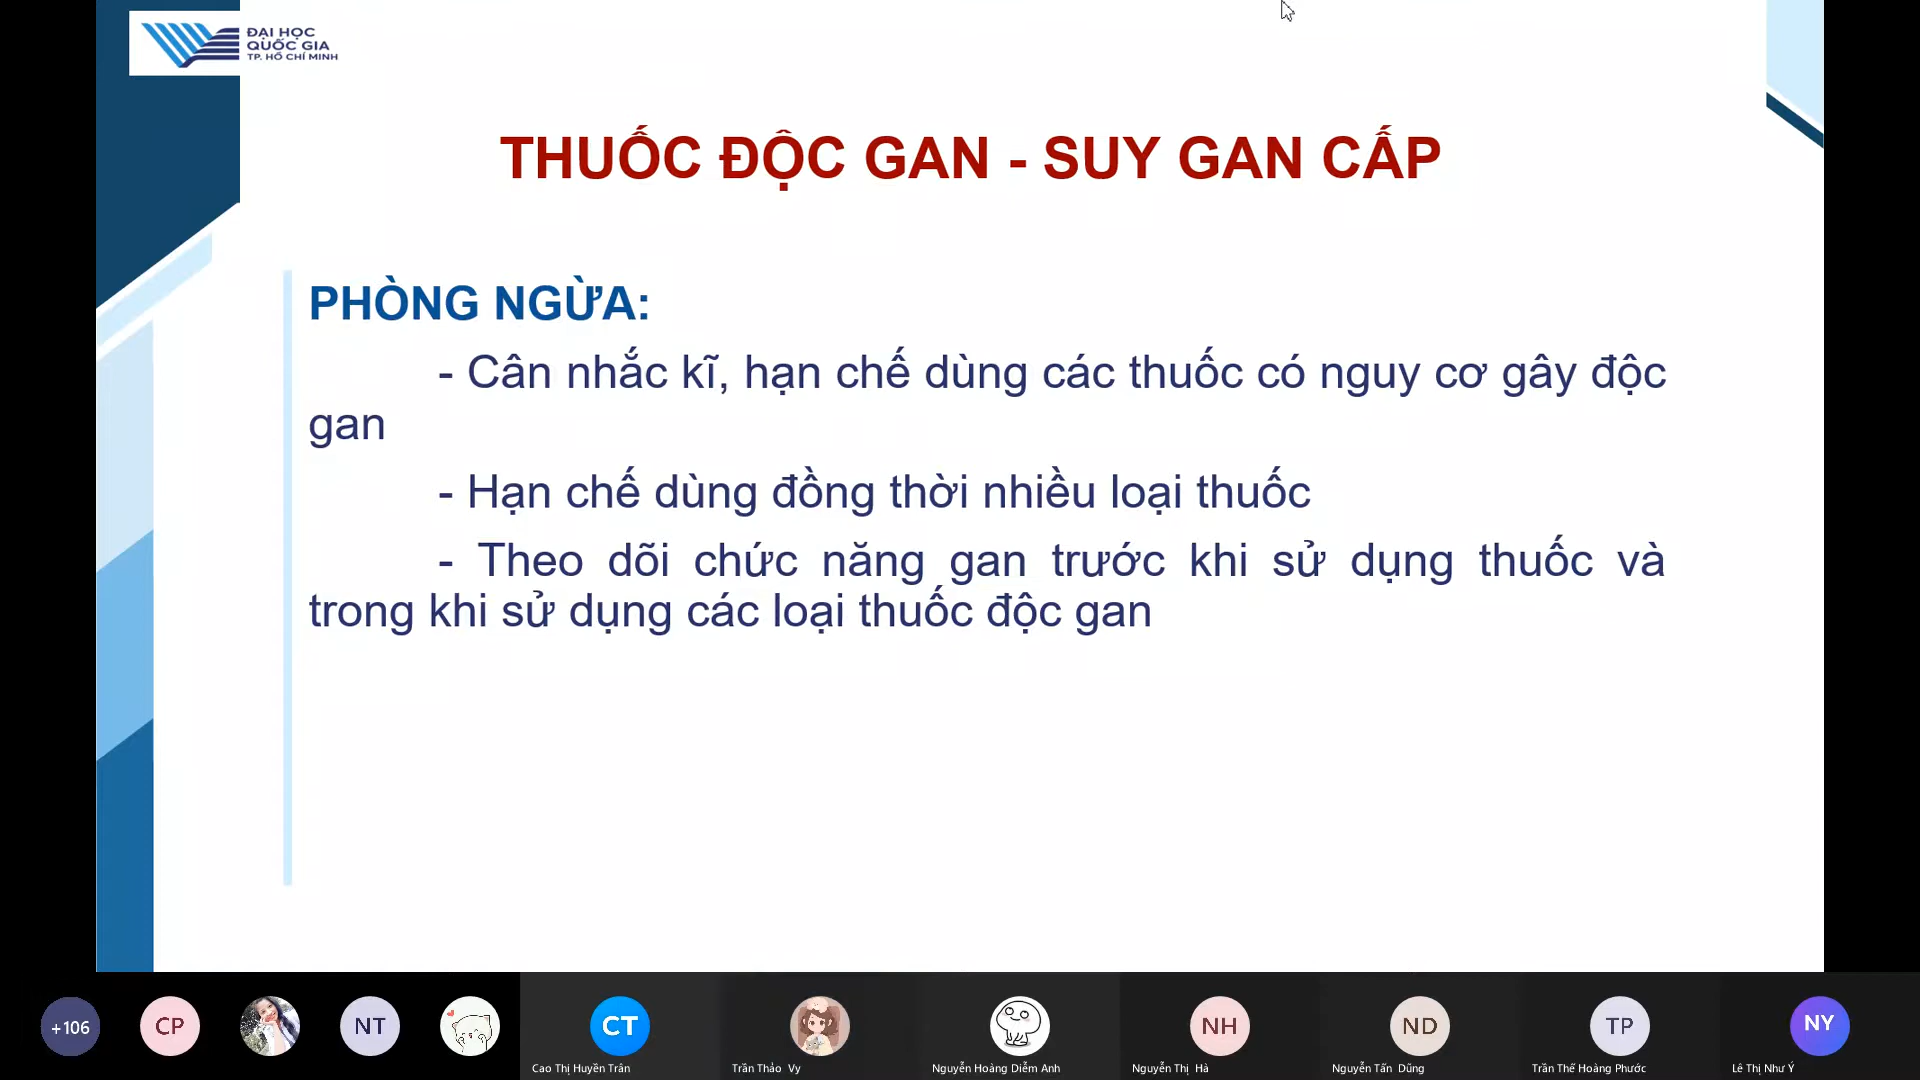 ĐẠI HỌC
QUỐC GIA
TP. HỒ CHÍ MINH
THUỐC ĐỘC GAN - SUY GAN CẤP
PHÒNG NGỪA:
- Cân nhắc kĩ, hạn chế dùng các thuốc có nguy cơ gây độc
gan
- Hạn chế dùng đồng thời nhiều loại thuốc
- Theo dõi chức năng gan trước khi sử dụng thuốc và
trong khi sử dụng các loại thuốc độc gan
+106
CP
NT
CT
NH
ND
TP
NY
Cao Thị Huyền Trân
Trần Thảo Vy
Nguyễn Hoàng Diễm Anh
Nguyễn Thị Hà
Nguyễn Tấn Dũng
Trần Thế Hoàng Phước
Lê Thị Như Ý